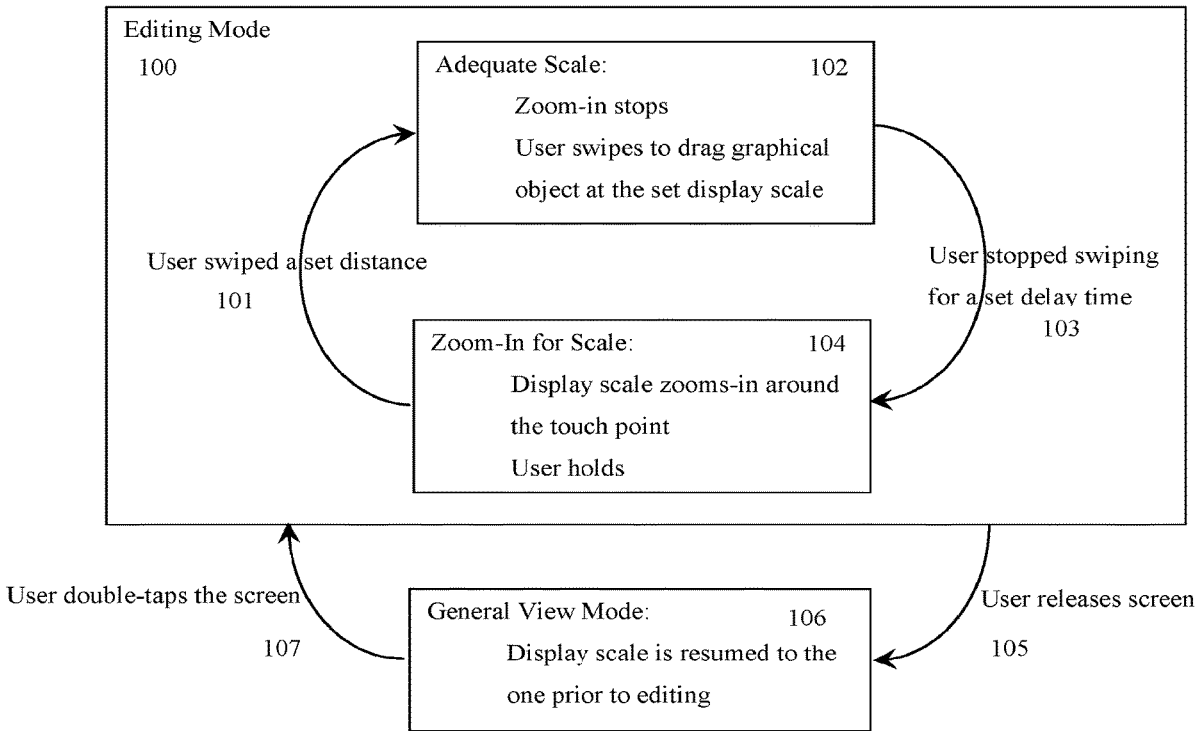 Editing Mode
100
Adequate Scale: 102
Zoom-in stops
User swipes to drag graphical
object at the set display scale
User swiped a set distance
101
User stopped swiping
for a set delay time
103
Zoom-In for Scale: 104
Display scale zooms-in around
the touch point
User holds
User double-taps the screen
107
General View Mode: 106
Display scale is resumed to the
one prior to editing
User releases screen
105